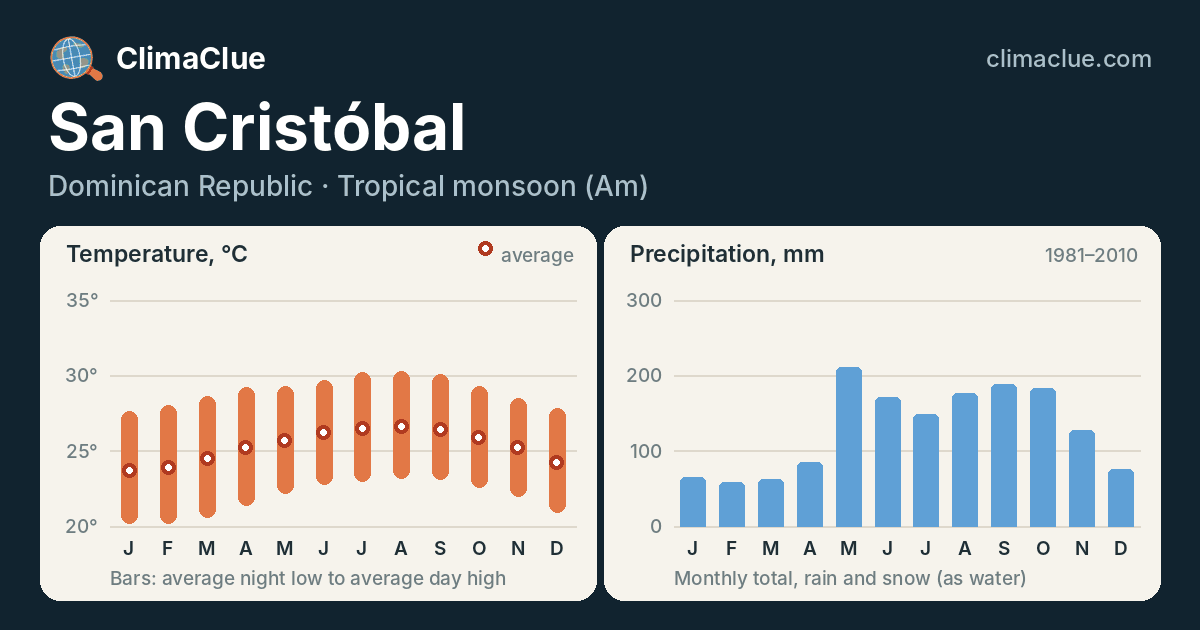 ClimaClue
climaclue.com
San Cristóbal
Dominican Republic · Tropical monsoon (Am)
Temperature, °C
average
35°
30°
25°
20°
J F M A M J J A S O N D
Bars: average night low to average day high
Precipitation, mm
1981–2010
300
200
100
0
J F M A M J J A S O N D
Monthly total, rain and snow (as water)